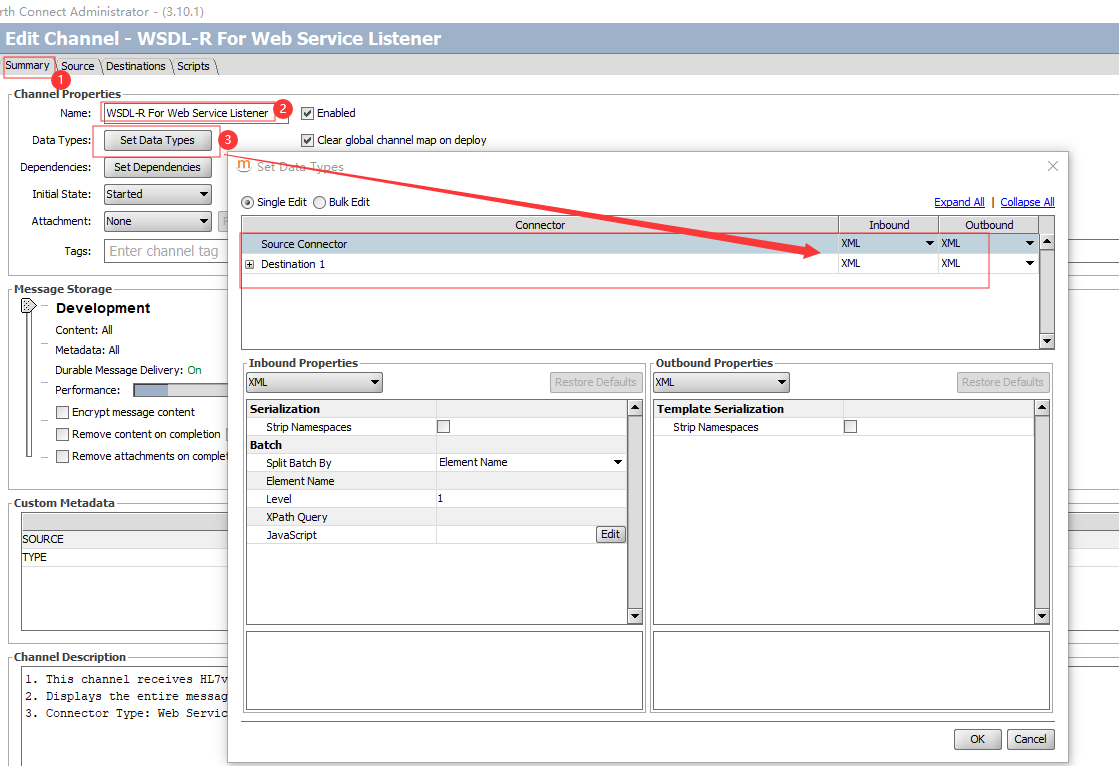 rth Connect Administrator - (3.10.1)
Edit Channel - WSDL-R For Web Service Listener
Summary Source Destinations Scripts
1
Channel Properties
Name: WSDL-R For Web Service Listener 2 Enabled
Data Types: Set Data Types 3 Clear global channel map on deploy
Dependencies: Set Dependencies
Initial State: Started
Attachment: None
Tags: Enter channel tag
Message Storage
Development
Content: All
Metadata: All
Durable Message Delivery: On
Performance:
Encrypt message content
Remove content on completion
Remove attachments on complet
Custom Metadata
SOURCE
TYPE
Channel Description
1. This channel receives HL7v
2. Displays the entire messag
3. Connector Type: Web Servic
m Set Data Types
Single Edit Bulk Edit Expand All | Collapse All
Connector Inbound Outbound
Source Connector XML XML
Destination 1 XML XML
Inbound Properties
XML Restore Defaults
Serialization
Strip Namespaces
Batch
Split Batch By Element Name
Element Name
Level 1
XPath Query
JavaScript Edit
Outbound Properties
XML Restore Defaults
Template Serialization
Strip Namespaces
OK Cancel